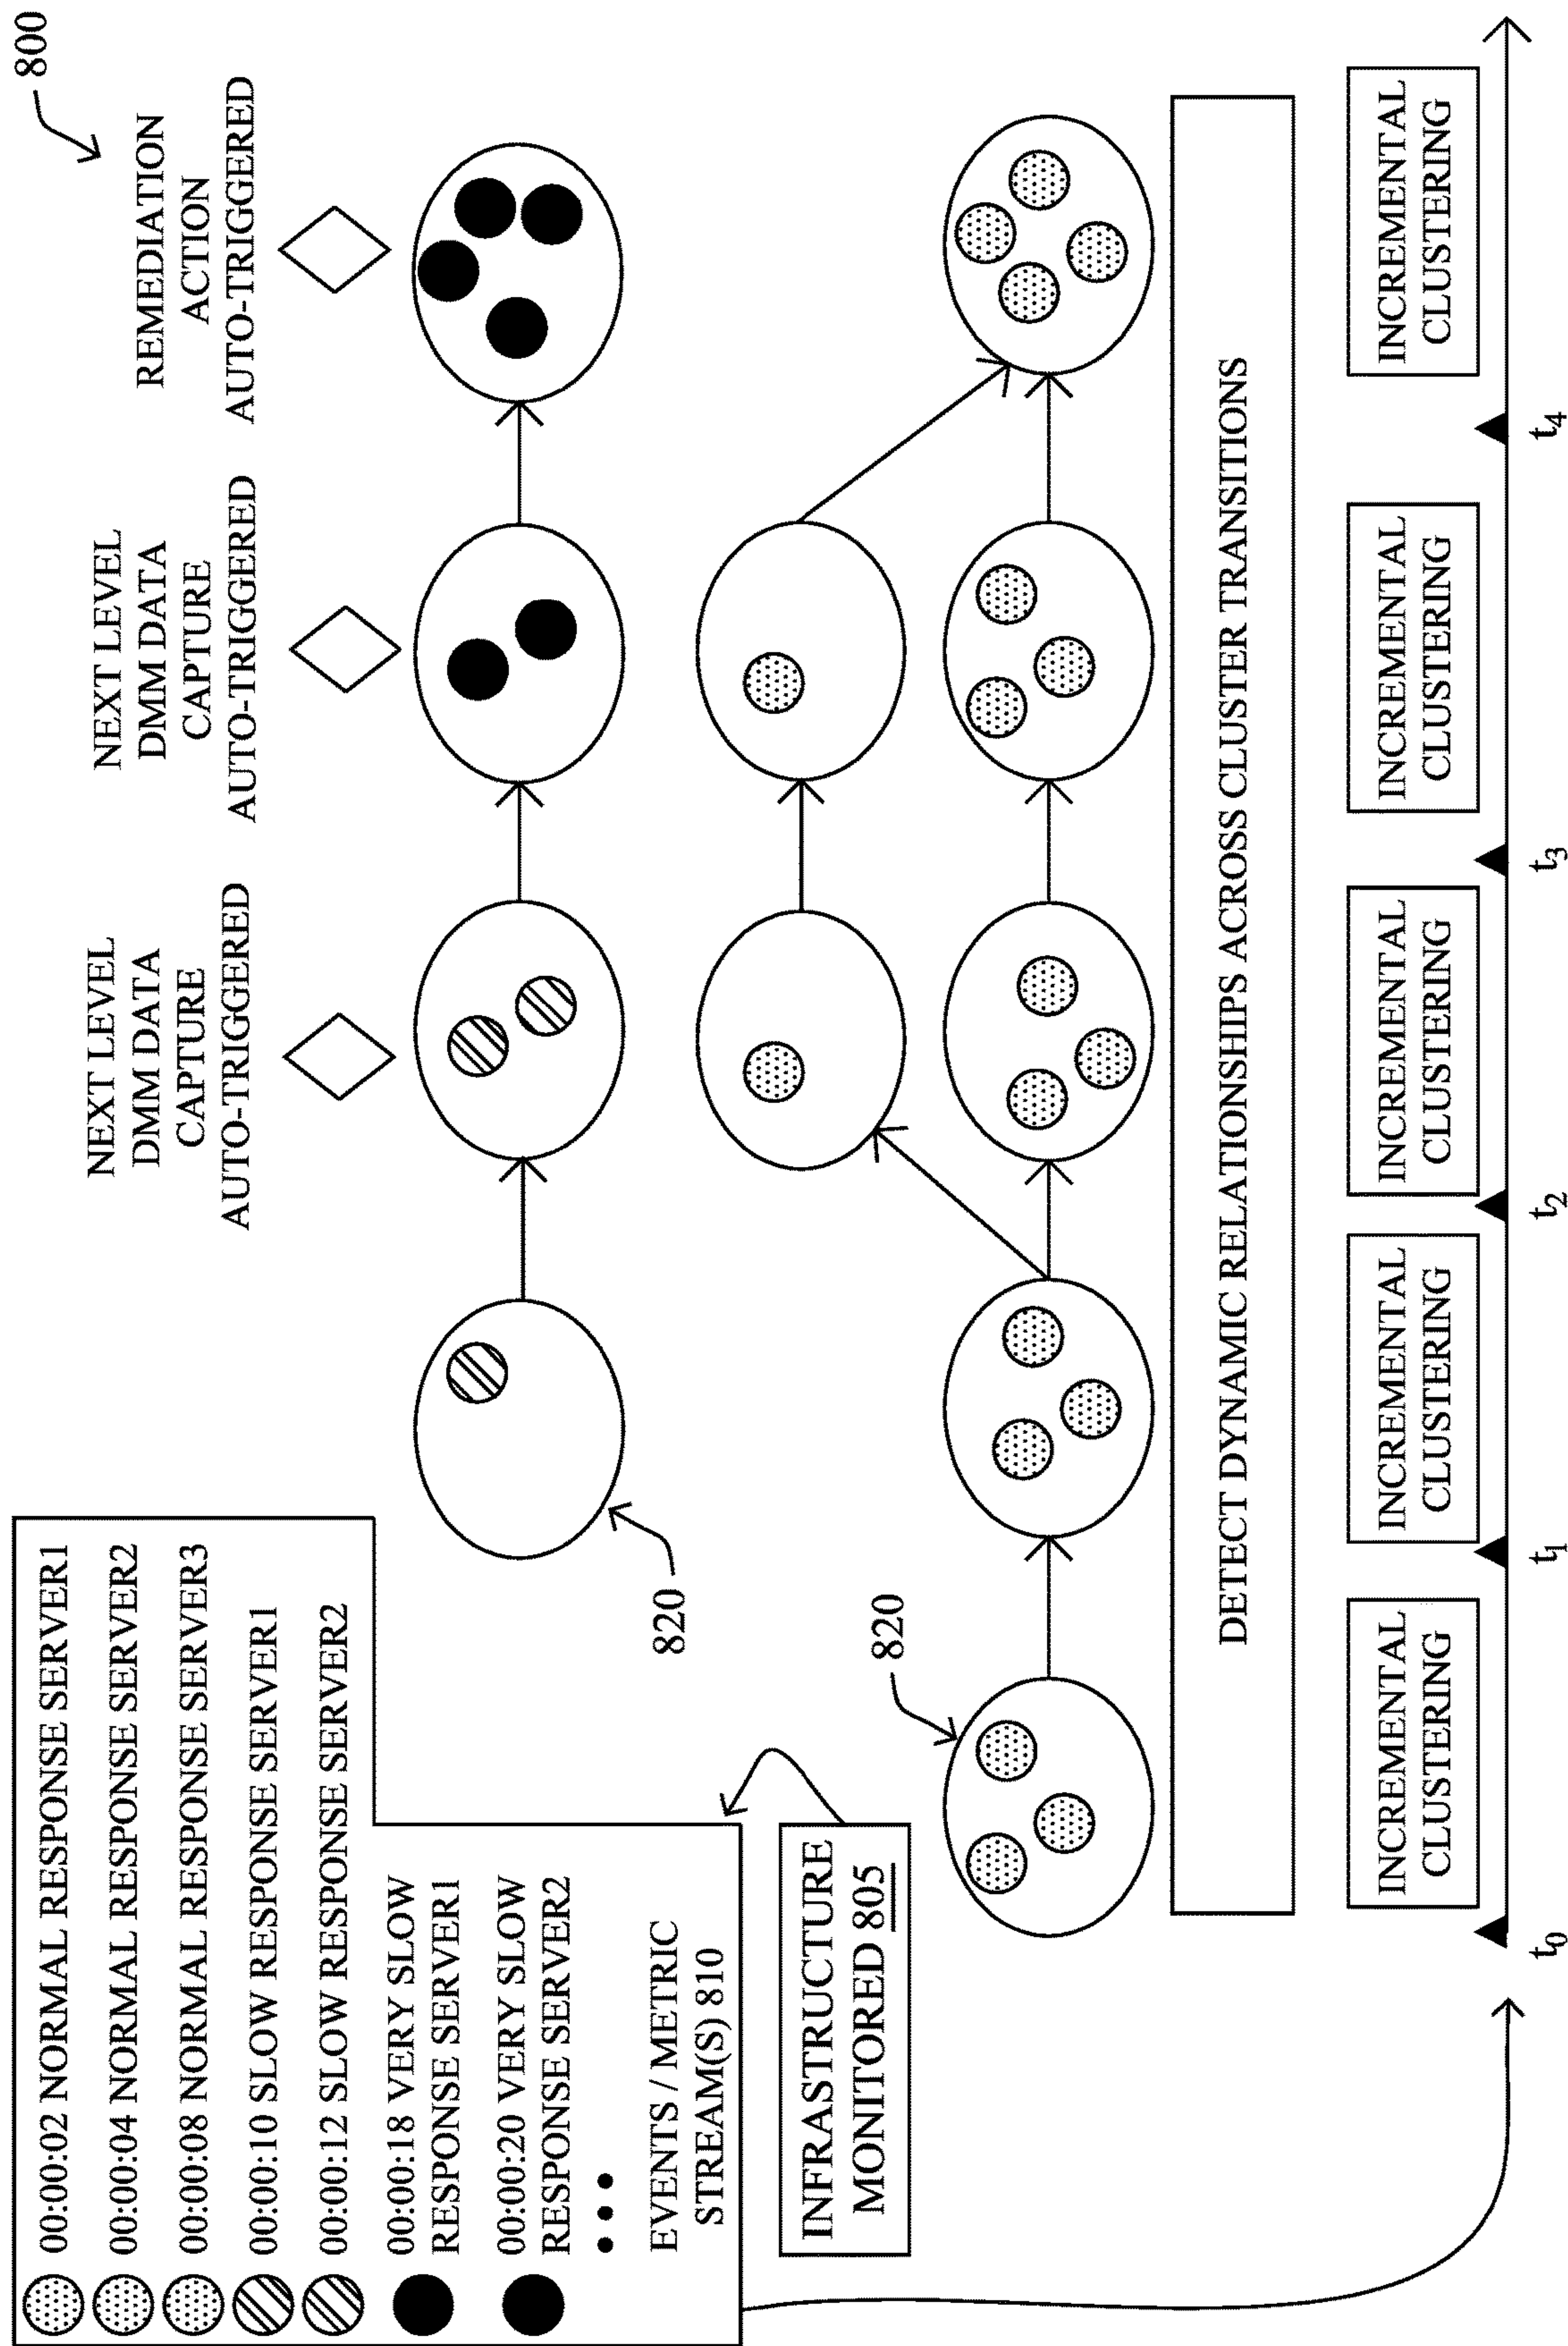 800
00:00:02 NORMAL RESPONSE SERVER1
00:00:04 NORMAL RESPONSE SERVER2
00:00:08 NORMAL RESPONSE SERVER3
00:00:10 SLOW RESPONSE SERVER1
00:00:12 SLOW RESPONSE SERVER2
00:00:18 VERY SLOW
RESPONSE SERVER1
00:00:20 VERY SLOW
RESPONSE SERVER2
EVENTS / METRIC
STREAM(S) 810
INFRASTRUCTURE
MONITORED 805
NEXT LEVEL
DMM DATA
CAPTURE
AUTO-TRIGGERED
NEXT LEVEL
DMM DATA
CAPTURE
AUTO-TRIGGERED
REMEDIATION
ACTION
AUTO-TRIGGERED
820
820
DETECT DYNAMIC RELATIONSHIPS ACROSS CLUSTER TRANSITIONS
INCREMENTAL
CLUSTERING
INCREMENTAL
CLUSTERING
INCREMENTAL
CLUSTERING
INCREMENTAL
CLUSTERING
INCREMENTAL
CLUSTERING
t0
t1
t2
t3
t4